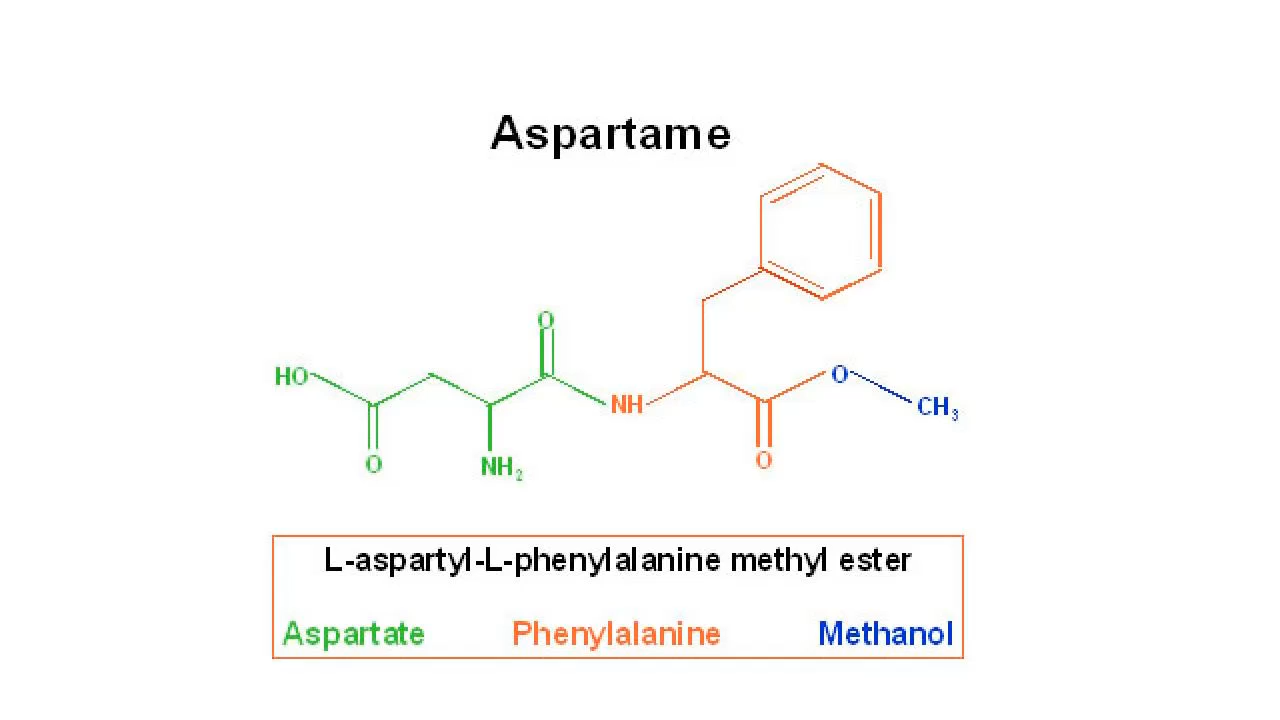 Aspartame
O
HO
O
NH
O
CH3
O
NH2
O
L-aspartyl-L-phenylalanine methyl ester
Aspartate Phenylalanine Methanol